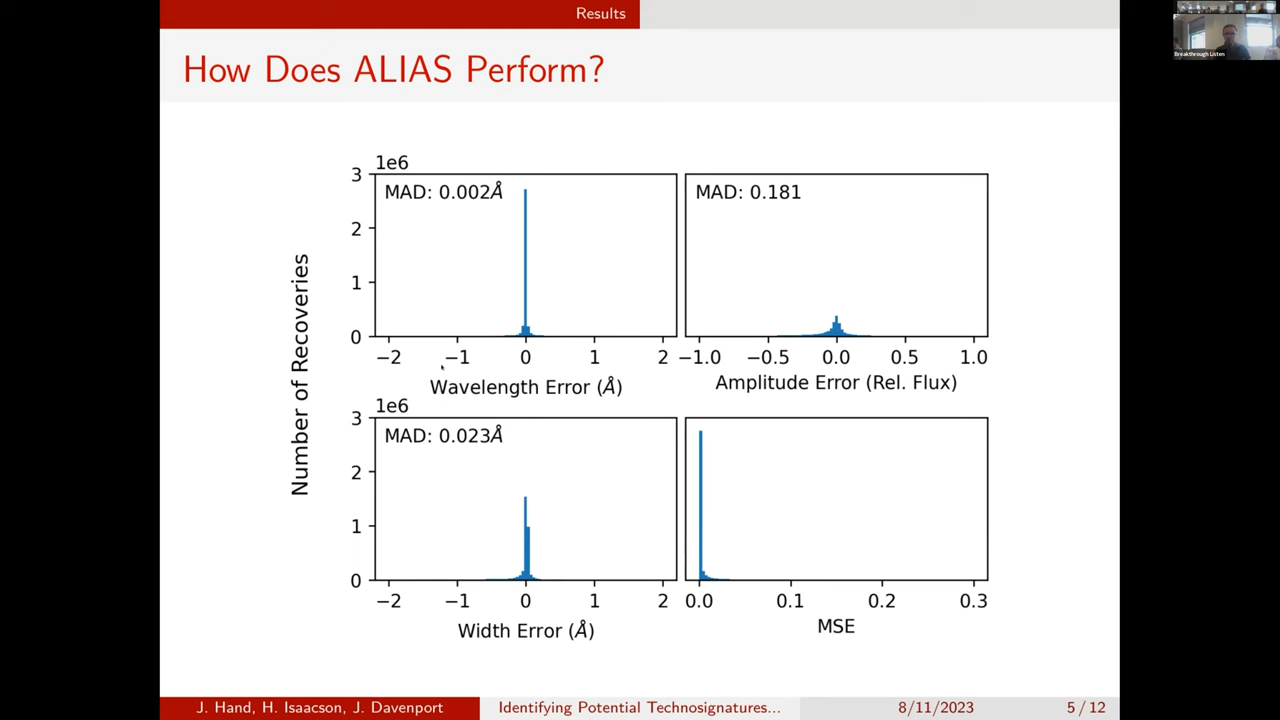 Results
How Does ALIAS Perform?
Breakthrough Listen
Number of Recoveries
1e6
3
2
1
0
MAD: 0.002Å
−2 −1 0 1 2
Wavelength Error (Å)
MAD: 0.181
−1.0 −0.5 0.0 0.5 1.0
Amplitude Error (Rel. Flux)
1e6
3
2
1
0
MAD: 0.023Å
−2 −1 0 1 2
Width Error (Å)
0.0 0.1 0.2 0.3
MSE
J. Hand, H. Isaacson, J. Davenport Identifying Potential Technosignatures... 8/11/2023 5 / 12